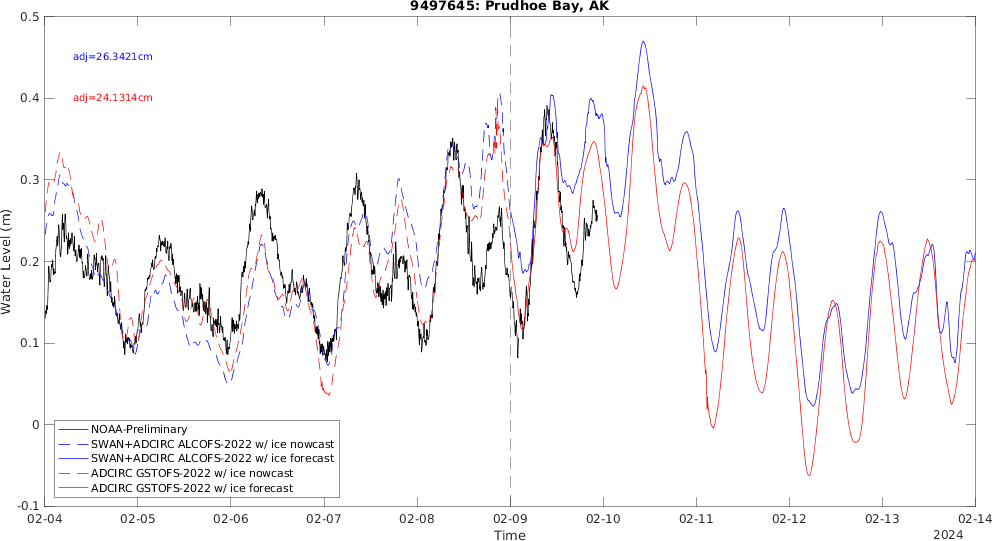 9497645: Prudhoe Bay, AK
0.5
adj=26.3421cm
0.4
adj=24.1314cm
0.3
Water Level (m)
0.2
0.1
0
-0.1
NOAA-Preliminary
SWAN+ADCIRC ALCOFS-2022 w/ ice nowcast
SWAN+ADCIRC ALCOFS-2022 w/ ice forecast
ADCIRC GSTOFS-2022 w/ ice nowcast
ADCIRC GSTOFS-2022 w/ ice forecast
02-04 02-05 02-06 02-07 02-08 02-09 02-10 02-11 02-12 02-13 02-14
Time
2024